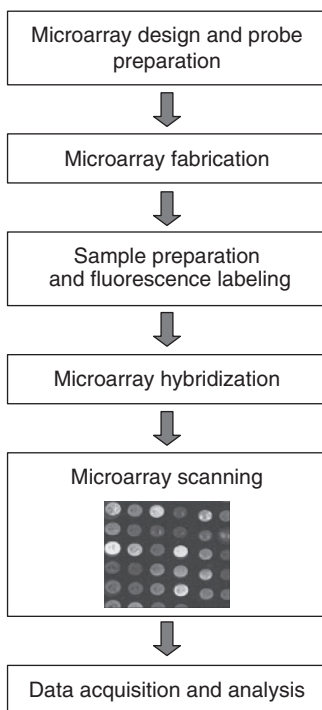 Microarray design and probe
preparation
Microarray fabrication
Sample preparation
and fluorescence labeling
Microarray hybridization
Microarray scanning
Data acquisition and analysis